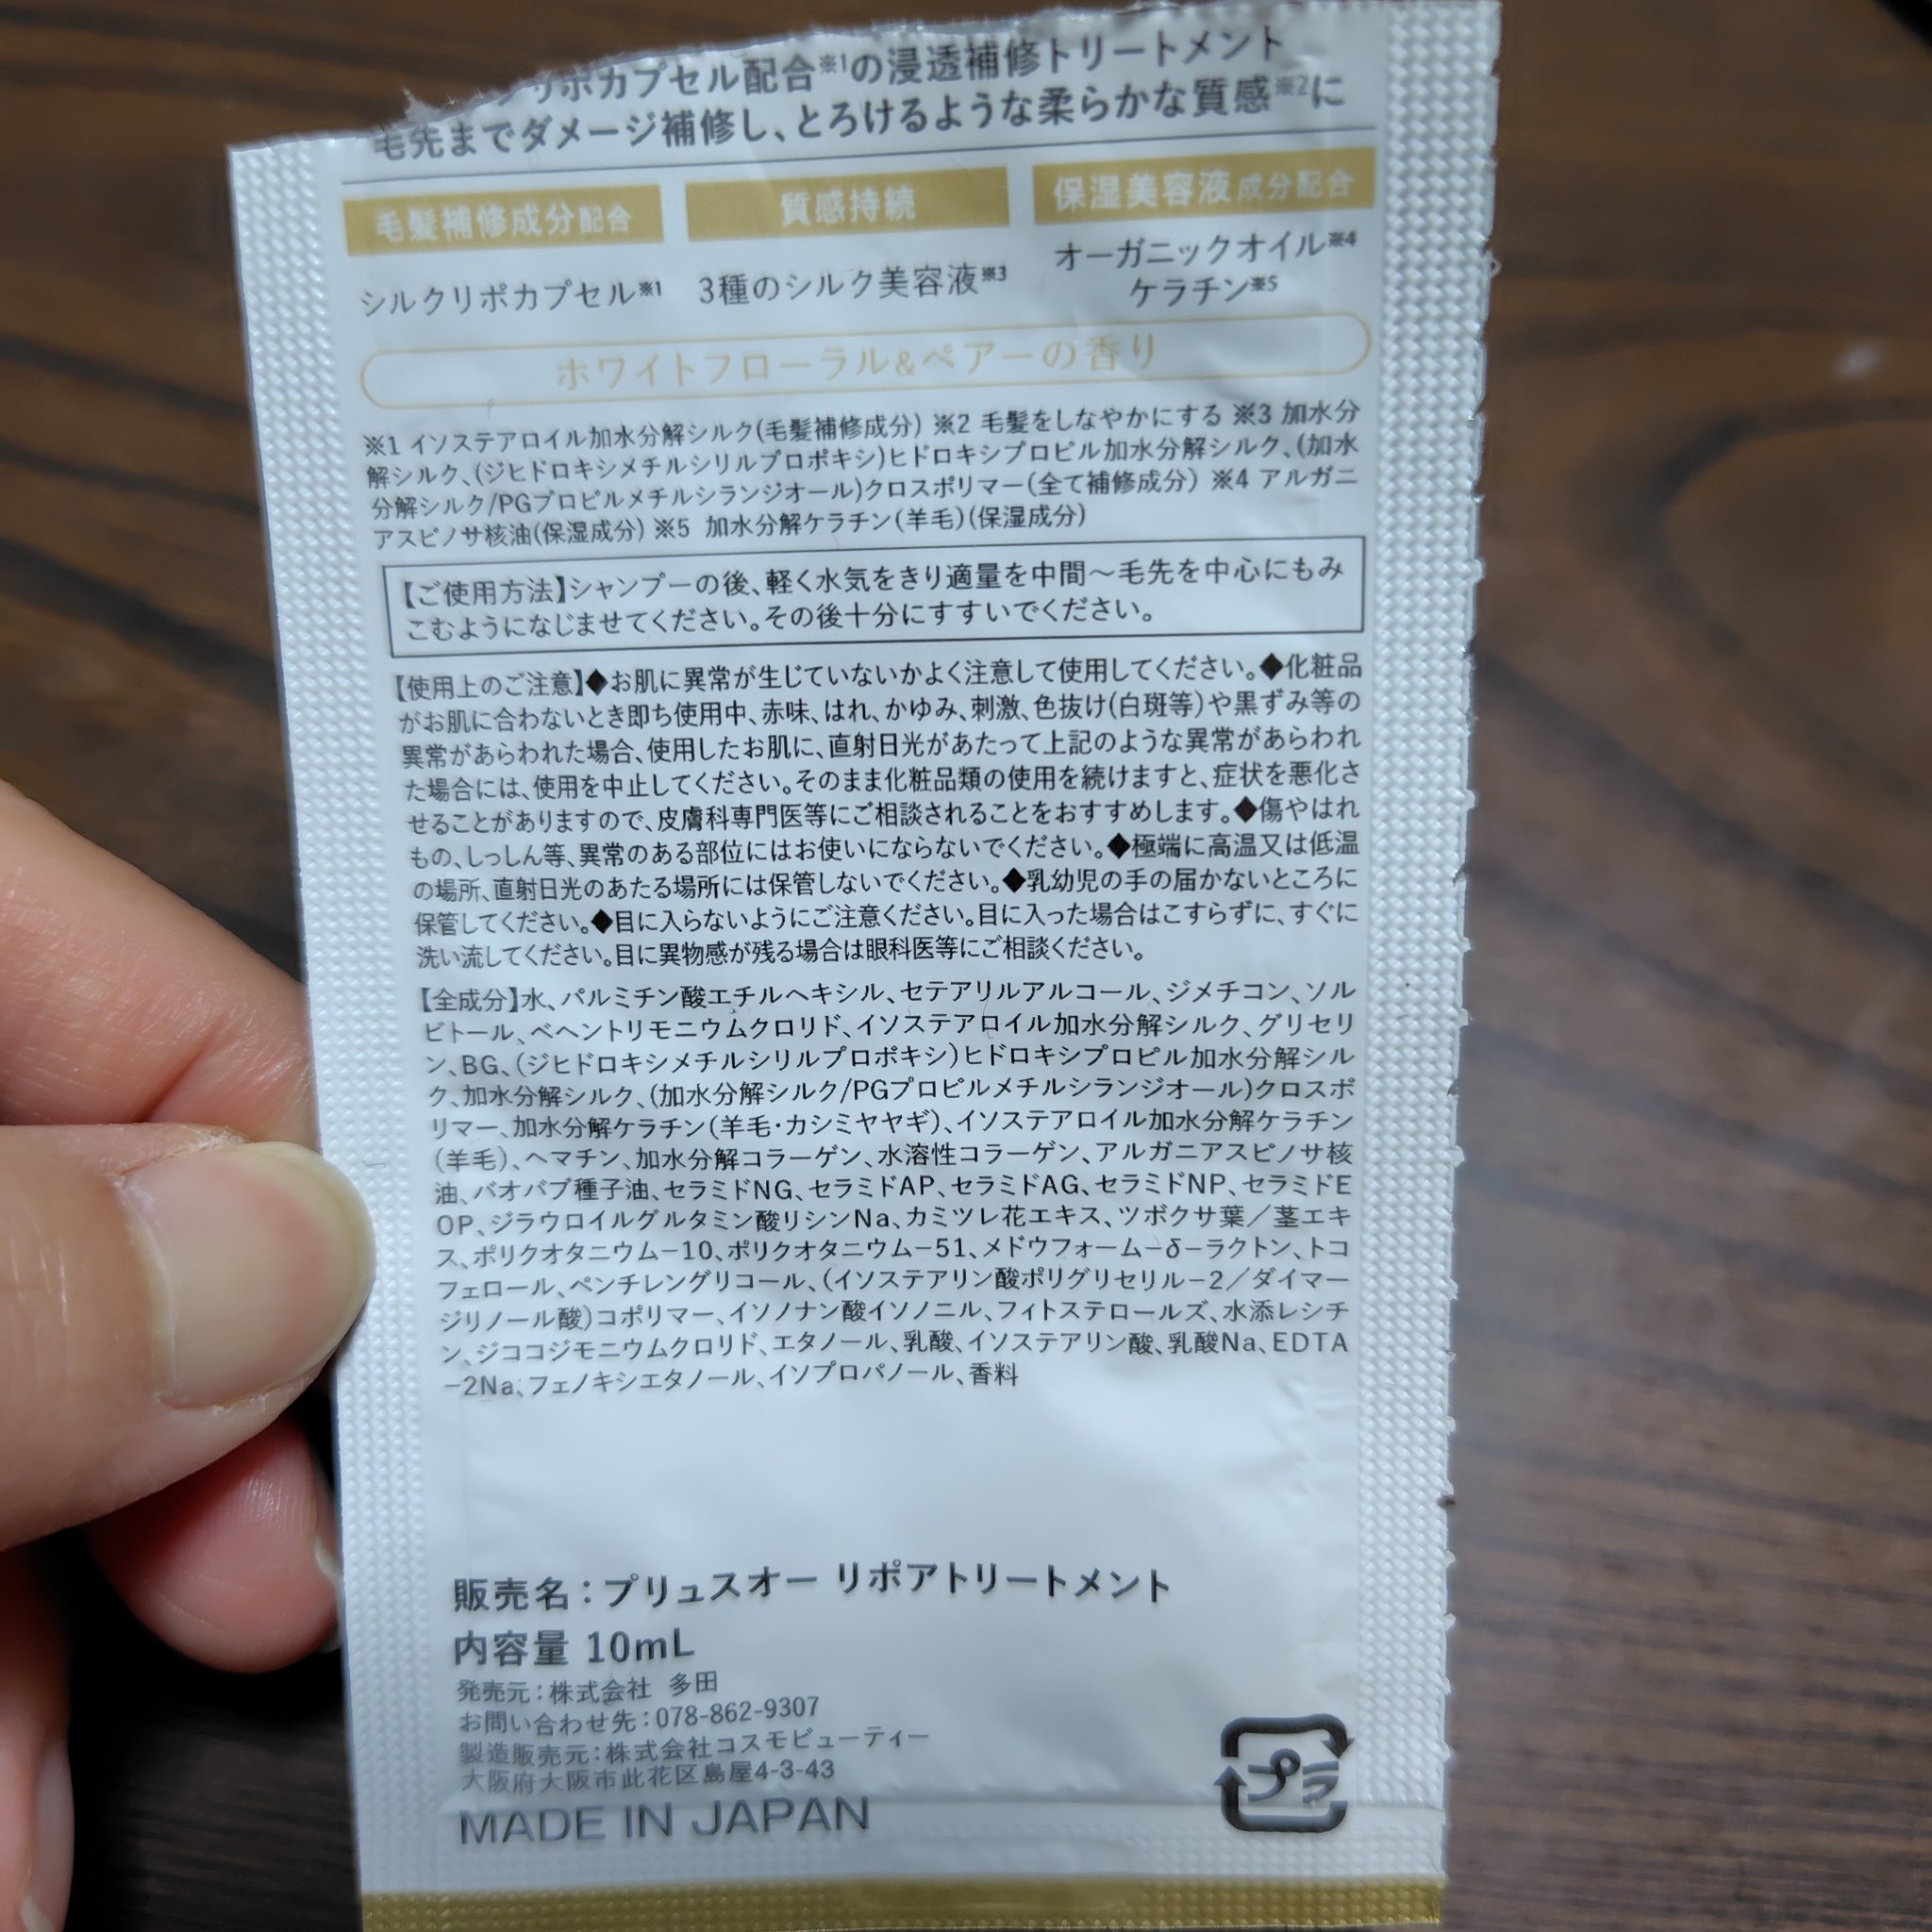 リポカプセル配合※1の浸透補修トリートメント
毛先までダメージ補修し、とろけるような柔らかな質感※2に
毛髪補修成分配合 質感持続 保湿美容液成分配合
シルクリポカプセル※1 3種のシルク美容液※3 オーガニックオイル※4
ケラチン※5
ホワイトフローラル&ペアーの香り
※1 イソステアロイル加水分解シルク(毛髪補修成分) ※2 毛髪をしなやかにする ※3 加水分
解シルク、(ジヒドロキシメチルシリルプロポキシ)ヒドロキシプロピル加水分解シルク、(加水
分解シルク/PGプロピルメチルシランジオール)クロスポリマー(全て補修成分) ※4 アルガニ
アスピノサ核油(保湿成分) ※5 加水分解ケラチン(羊毛)(保湿成分)
【ご使用方法】シャンプーの後、軽く水気をきり適量を中間～毛先を中心にもみ
こむようになじませてください。その後十分にすすいでください。
【使用上のご注意】◆お肌に異常が生じていないかよく注意して使用してください。◆化粧品
がお肌に合わないとき即ち使用中、赤味、はれ、かゆみ、刺激、色抜け(白斑等)や黒ずみ等の
異常があらわれた場合、使用したお肌に、直射日光があたって上記のような異常があらわれ
た場合には、使用を中止してください。そのまま化粧品類の使用を続けますと、症状を悪化さ
せることがありますので、皮膚科専門医等にご相談されることをおすすめします。◆傷やはれ
もの、しっしん等、異常のある部位にはお使いにならないでください。◆極端に高温又は低温
の場所、直射日光のあたる場所には保管しないでください。◆乳幼児の手の届かないところに
保管してください。◆目に入らないようにご注意ください。目に入った場合はこすらずに、すぐに
洗い流してください。目に異物感が残る場合は眼科医等にご相談ください。
【全成分】水、パルミチン酸エチルヘキシル、セテアリルアルコール、ジメチコン、ソル
ビトール、ベヘントリモニウムクロリド、イソステアロイル加水分解シルク、グリセリ
ン、BG、(ジヒドロキシメチルシリルプロポキシ)ヒドロキシプロピル加水分解シル
ク、加水分解シルク、(加水分解シルク/PGプロピルメチルシランジオール)クロスポ
リマー、加水分解ケラチン(羊毛・カシミヤヤギ)、イソステアロイル加水分解ケラチン
(羊毛)、ヘマチン、加水分解コラーゲン、水溶性コラーゲン、アルガニアスピノサ核
油、バオバブ種子油、セラミドNG、セラミドAP、セラミドAG、セラミドNP、セラミドE
OP、ジラウロイルグルタミン酸リシンNa、カミツレ花エキス、ツボクサ葉/茎エキ
ス、ポリクオタニウム-10、ポリクオタニウム-51、メドウフォーム-δ-ラクトン、トコ
フェロール、ペンチレングリコール、(イソステアリン酸ポリグリセリル-2/ダイマー
ジリノール酸)コポリマー、イソノナン酸イソノニル、フィトステロールズ、水添レシチ
ン、ジココジモニウムクロリド、エタノール、乳酸、イソステアリン酸、乳酸Na、EDTA
-2Na、フェノキシエタノール、イソプロパノール、香料
販売名：プリュスオー リポアトリートメント
内容量 10mL
発売元：株式会社 多田
お問い合わせ先：078-862-9307
製造販売元：株式会社コスモビューティー
大阪府大阪市此花区島屋4-3-43
MADE IN JAPAN
プラ